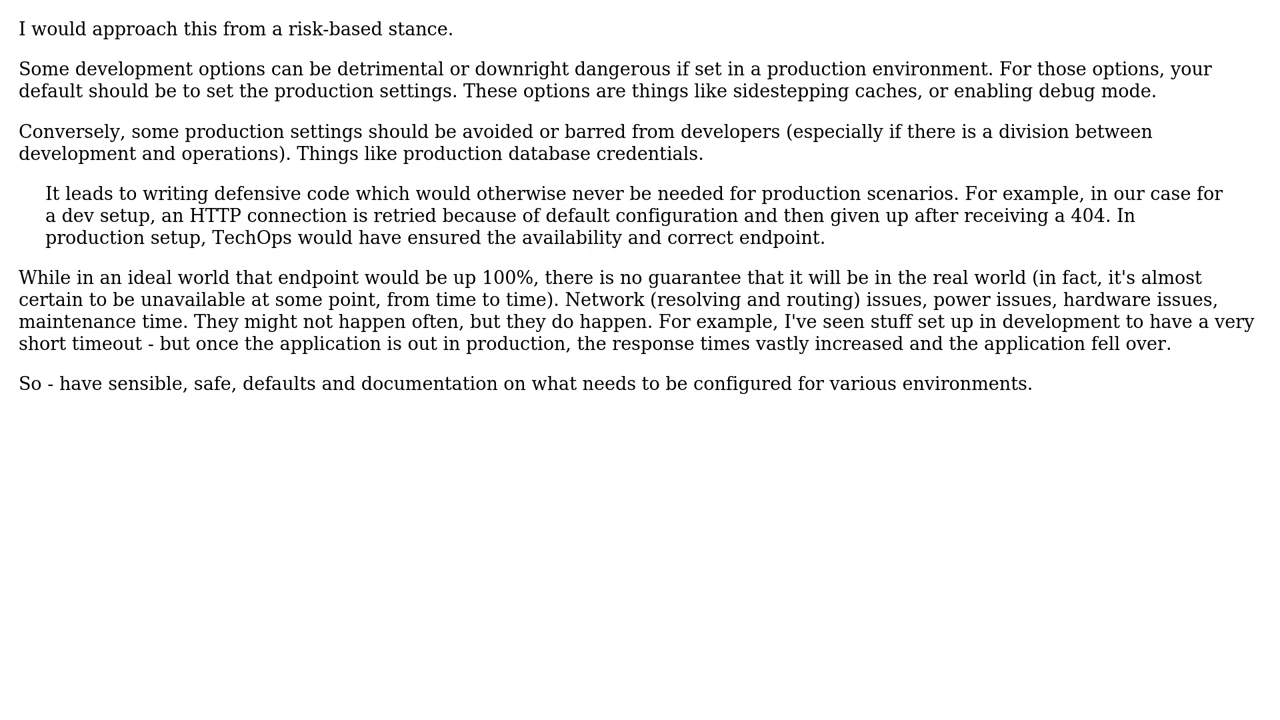 I would approach this from a risk-based stance.
Some development options can be detrimental or downright dangerous if set in a production environment. For those options, your
default should be to set the production settings. These options are things like sidestepping caches, or enabling debug mode.
Conversely, some production settings should be avoided or barred from developers (especially if there is a division between
development and operations). Things like production database credentials.
It leads to writing defensive code which would otherwise never be needed for production scenarios. For example, in our case for
a dev setup, an HTTP connection is retried because of default configuration and then given up after receiving a 404. In
production setup, TechOps would have ensured the availability and correct endpoint.
While in an ideal world that endpoint would be up 100%, there is no guarantee that it will be in the real world (in fact, it's almost
certain to be unavailable at some point, from time to time). Network (resolving and routing) issues, power issues, hardware issues,
maintenance time. They might not happen often, but they do happen. For example, I've seen stuff set up in development to have a very
short timeout - but once the application is out in production, the response times vastly increased and the application fell over.
So - have sensible, safe, defaults and documentation on what needs to be configured for various environments.